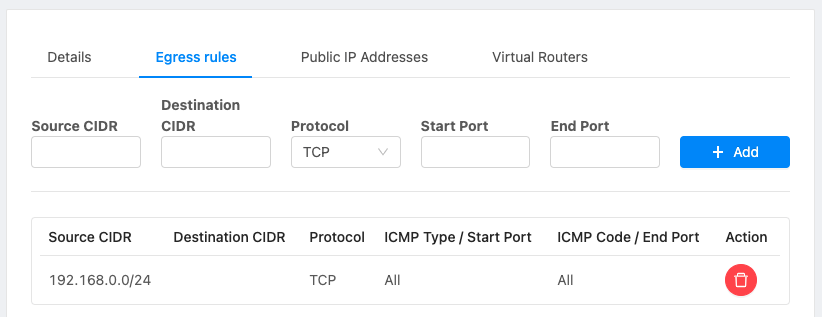 Details Egress rules Public IP Addresses Virtual Routers
Source CIDR Destination CIDR Protocol Start Port End Port
TCP + Add
Source CIDR Destination CIDR Protocol ICMP Type / Start Port ICMP Code / End Port Action
192.168.0.0/24 TCP All All